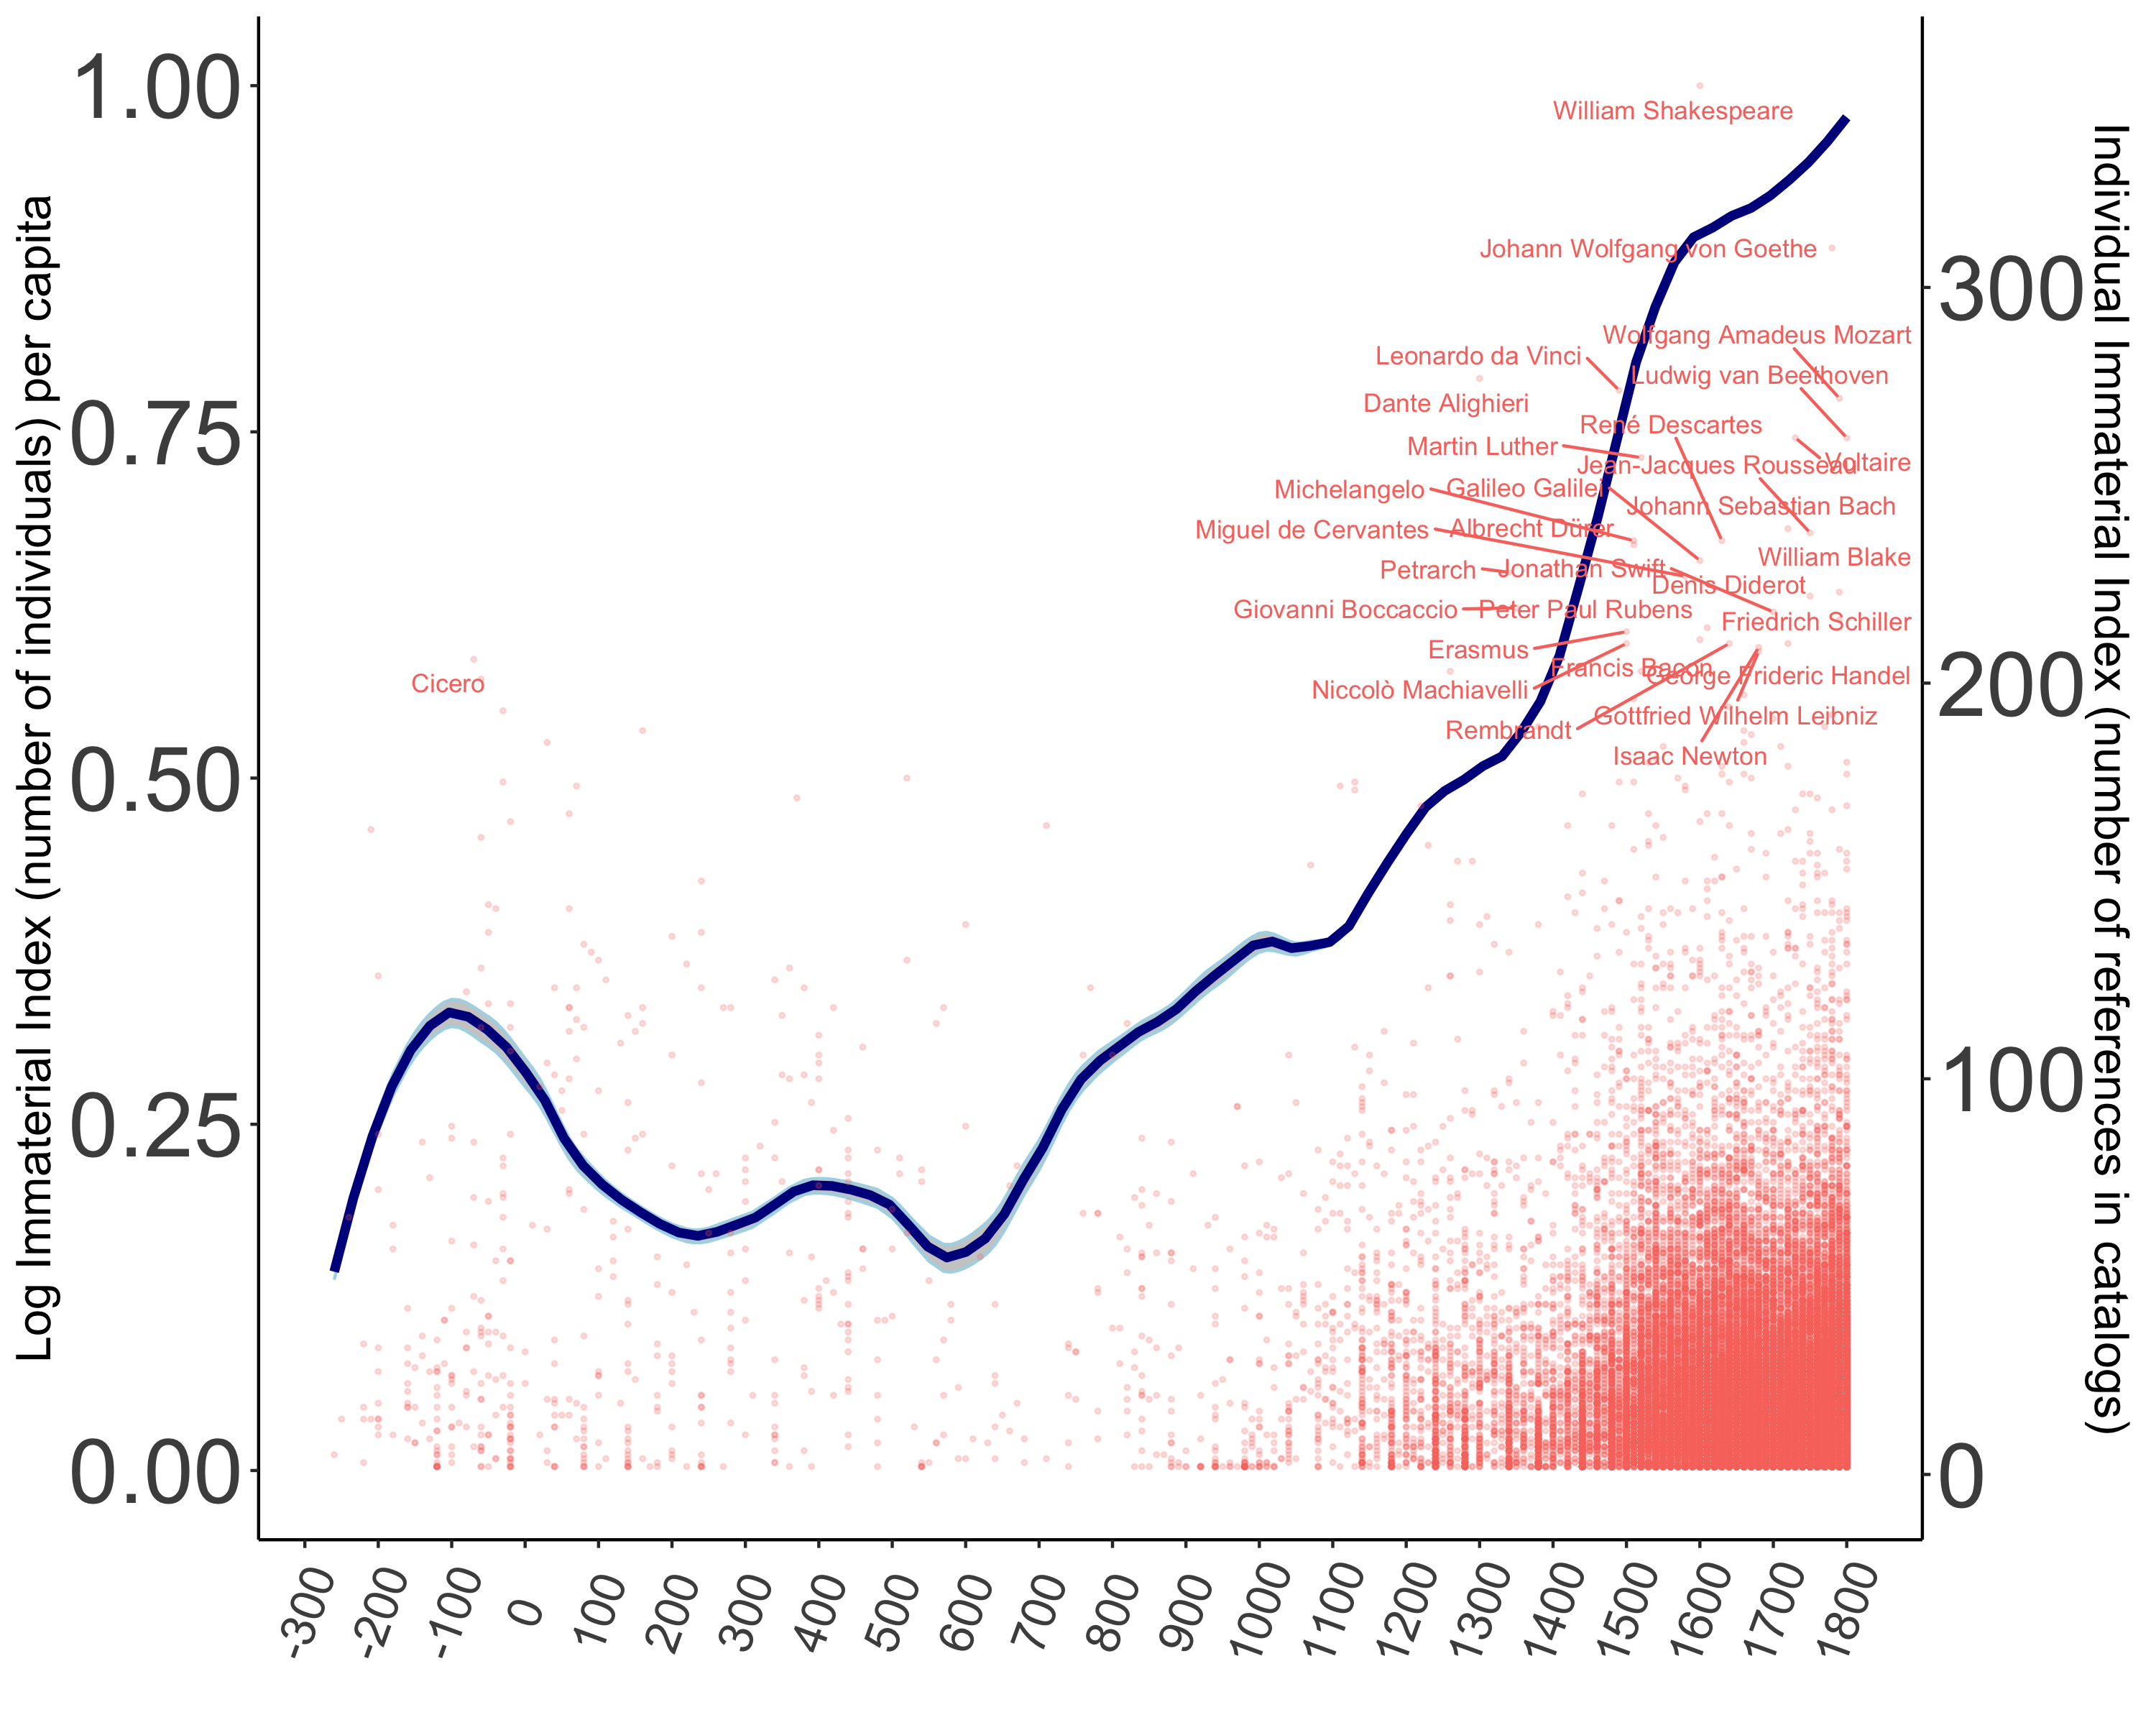 Log Immaterial Index (number of individuals) per capita
1.00
0.75
0.50
0.25
0.00
William Shakespeare
Johann Wolfgang von Goethe
Wolfgang Amadeus Mozart
Leonardo da Vinci
Ludwig van Beethoven
Dante Alighieri
René Descartes
Martin Luther
Jean-Jacques Rousseau
Voltaire
Michelangelo
Galileo Galilei
Johann Sebastian Bach
Miguel de Cervantes
Albrecht Dürer
William Blake
Petrarch
Jonathan Swift
Denis Diderot
Giovanni Boccaccio
Peter Paul Rubens
Friedrich Schiller
Erasmus
Francis Bacon
George Frideric Handel
Cicero
Niccolò Machiavelli
Gottfried Wilhelm Leibniz
Rembrandt
Isaac Newton
300
200
100
0
Individual Immaterial Index (number of references in catalogs)
-300
-200
-100
0
100
200
300
400
500
600
700
800
900
1000
1100
1200
1300
1400
1500
1600
1700
1800